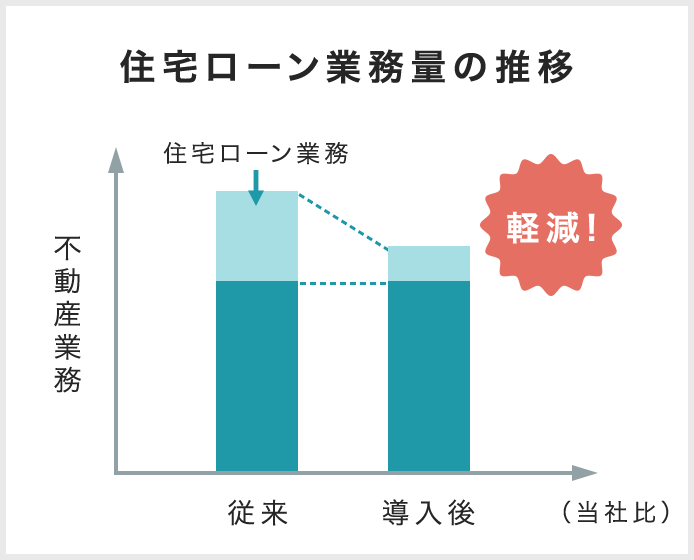 住宅ローン業務量の推移
住宅ローン業務
軽減!
不動産業務
従来
導入後
（当社比）